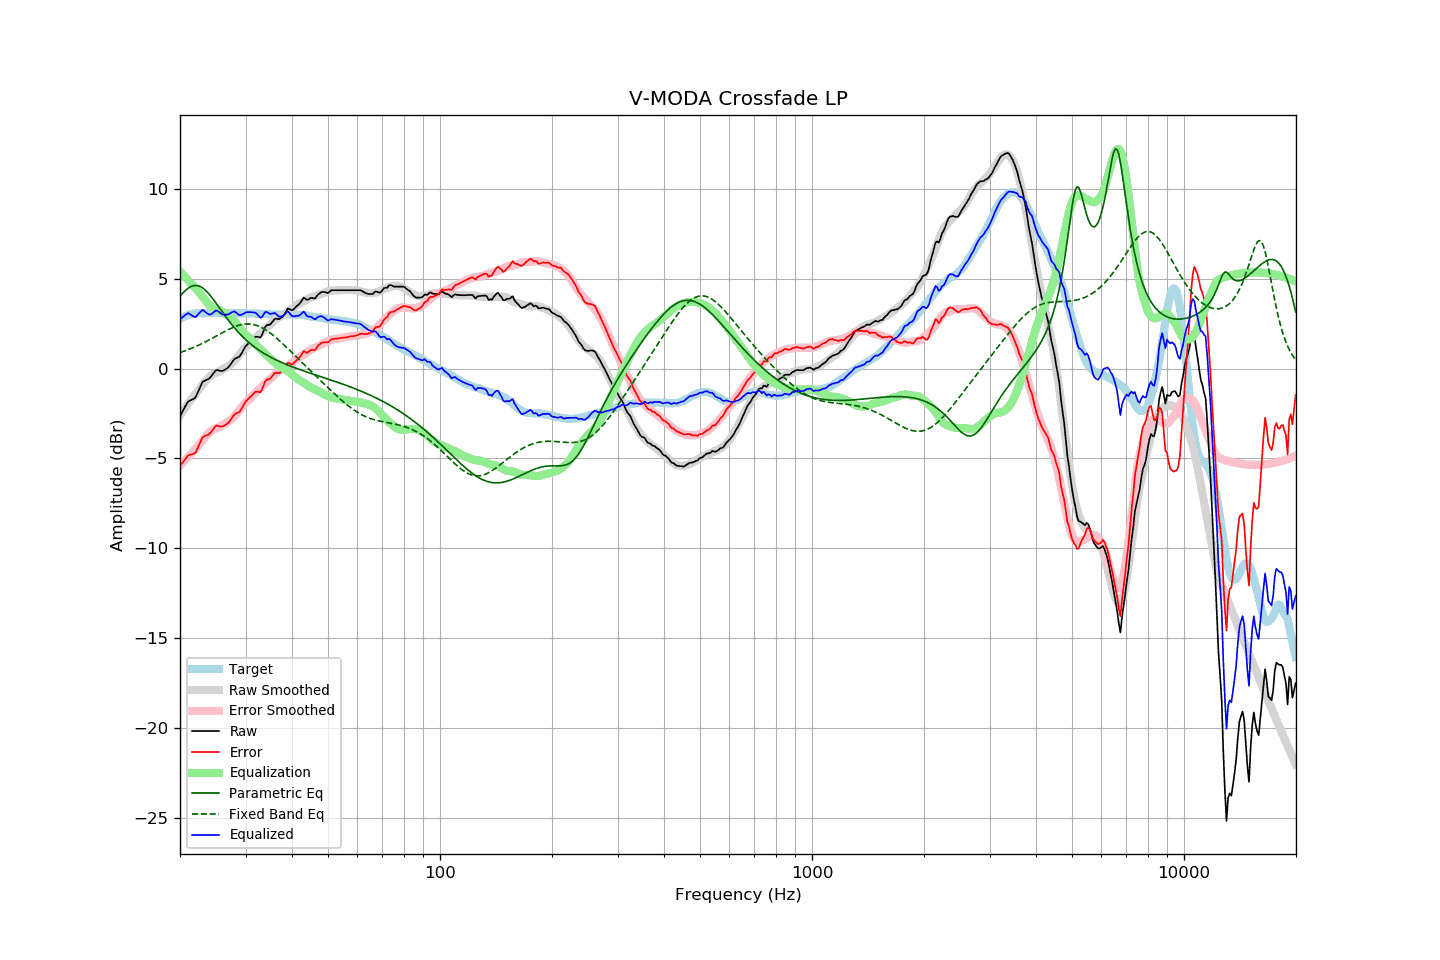 V-MODA Crossfade LP
Amplitude (dBr)
10
5
0
−5
−10
−15
−20
−25
Target
Raw Smoothed
Error Smoothed
Raw
Error
Equalization
Parametric Eq
Fixed Band Eq
Equalized
100
1000
10000
Frequency (Hz)